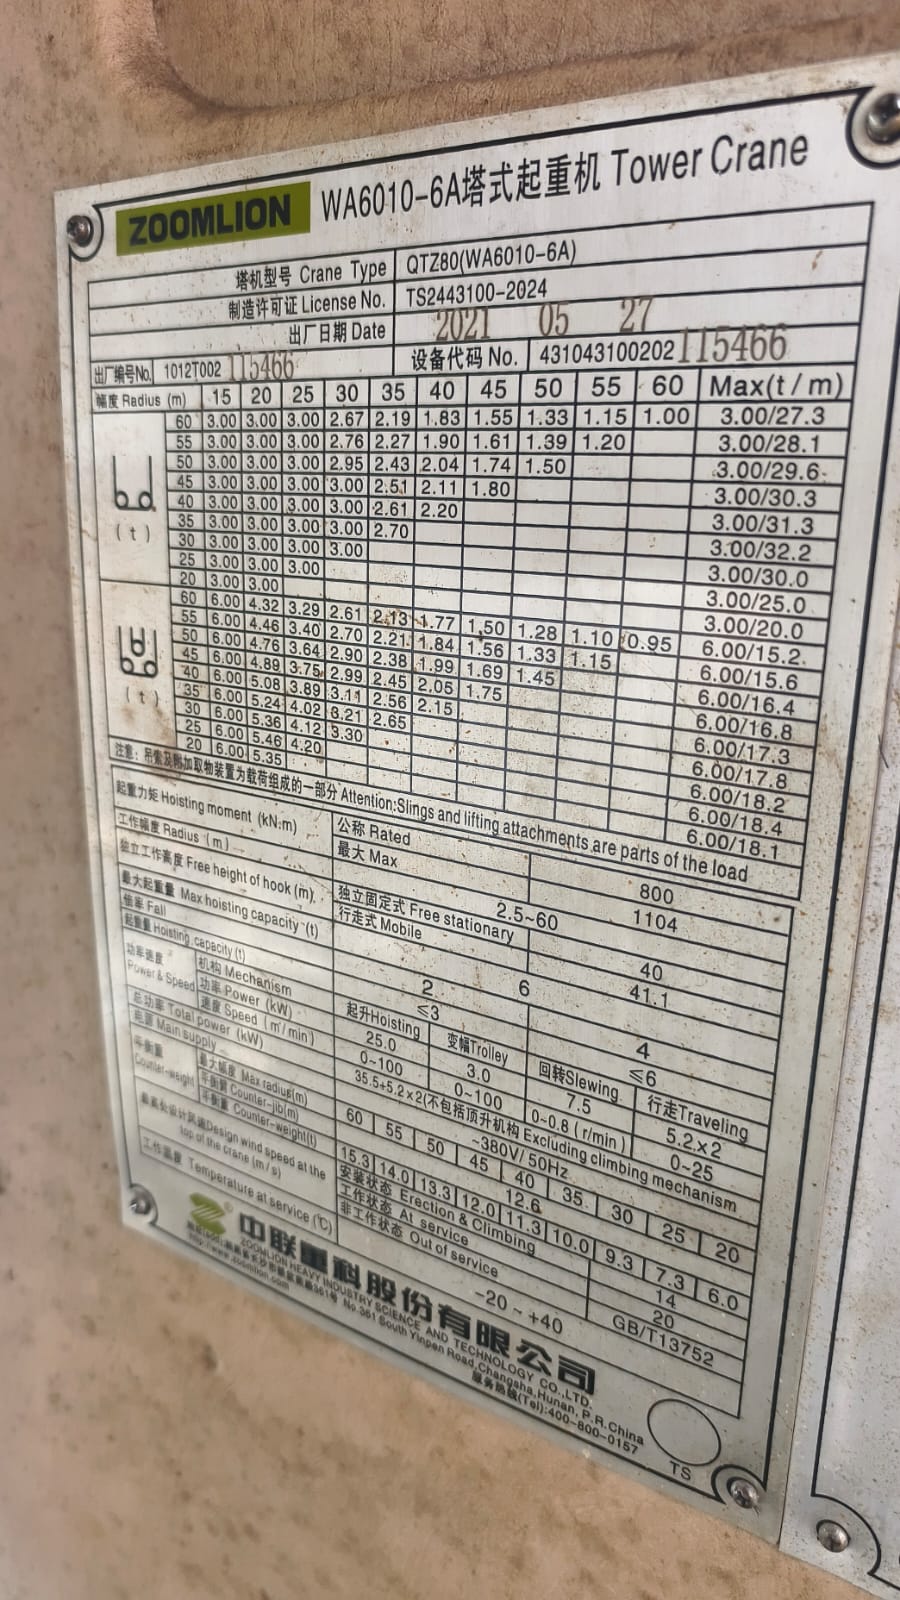 ZOOMLION WA6010-6A塔式起重机 Tower Crane
塔机型号 Crane Type QTZ80(WA6010-6A)
制造许可证 License No. TS2443100-2024
出厂日期 Date 2021 05 27
出厂编号No. 1012T002 115466 设备代码 No. 431043100202 115466
幅度 Radius (m) 15 20 25 30 35 40 45 50 55 60 Max(t/m)
60 3.00 3.00 3.00 2.67 2.19 1.83 1.55 1.33 1.15 1.00 3.00/27.3
55 3.00 3.00 3.00 2.76 2.27 1.90 1.61 1.39 1.20 3.00/28.1
50 3.00 3.00 3.00 2.95 2.43 2.04 1.74 1.50 3.00/29.6
45 3.00 3.00 3.00 3.00 2.51 2.11 1.80 3.00/30.3
40 3.00 3.00 3.00 3.00 2.61 2.20 3.00/31.3
(t) 35 3.00 3.00 3.00 3.00 2.70 3.00/32.2
30 3.00 3.00 3.00 3.00 3.00/30.0
25 3.00 3.00 3.00 3.00/25.0
20 3.00 3.00 3.00/20.0
60 6.00 4.32 3.29 2.61 2.13 1.77 1.50 1.28 1.10 0.95 6.00/15.2
55 6.00 4.46 3.40 2.70 2.21 1.84 1.56 1.33 1.15 6.00/15.6
50 6.00 4.76 3.64 2.90 2.38 1.99 1.69 1.45 6.00/16.4
45 6.00 4.89 3.75 2.99 2.45 2.05 1.75 6.00/16.8
40 6.00 5.08 3.89 3.11 2.56 2.15 6.00/17.3
(t) 35 6.00 5.24 4.02 3.21 2.65 6.00/17.8
30 6.00 5.36 4.12 3.30 6.00/18.2
25 6.00 5.46 4.20 6.00/18.4
20 6.00 5.35 6.00/18.1
注意：吊索及附加取物装置为载荷组成的一部分 Attention:Slings and lifting attachments are parts of the load
起重力矩 Hoisting moment (kN·m) 公称 Rated 800
最大 Max 1104
工作幅度 Radius (m) 2.5~60
独立工作高度 Free height of hook (m) 独立固定式 Free stationary 40
行走式 Mobile 41.1
最大起重量 Max hoisting capacity (t) 6
倍率 Fall 2 4
起重量 Hoisting capacity(t) ≤3 ≤6
功率速度 Power & Speed 机构 Mechanism 起升Hoisting 变幅Trolley 回转Slewing 行走Traveling
功率 Power (kW) 25.0 3.0 7.5 5.2×2
速度 Speed (m/min) 0~100 0~100 0~0.8 (r/min) 0~25
总功率 Total power (kW) 35.5+5.2×2(不包括顶升机构 Excluding climbing mechanism
电源 Main supply ~380V/ 50Hz
平衡重 Counter-weight 最大幅度 Max radius(m) 60 55 50 45 40 35 30 25 20
平衡臂 Counter-jib(m) 12.6
平衡重 Counter-weight(t) 15.3 14.0 13.3 12.0 11.3 10.0 9.3 7.3 6.0
最高处设计风速Design wind speed at the top of the crane (m/s) 安装状态 Erection & Climbing 14
工作状态 At service 20
非工作状态 Out of service GB/T13752
工作温度 Temperature at service (℃) -20 ~ +40
中联重科股份有限公司
ZOOMLION HEAVY INDUSTRY SCIENCE AND TECHNOLOGY CO.,LTD.
No.361 South Yinpen Road,Changsha,Hunan, P.R.China
http://www.zoomlion.com 服务热线(Tel):400-800-0157
TS